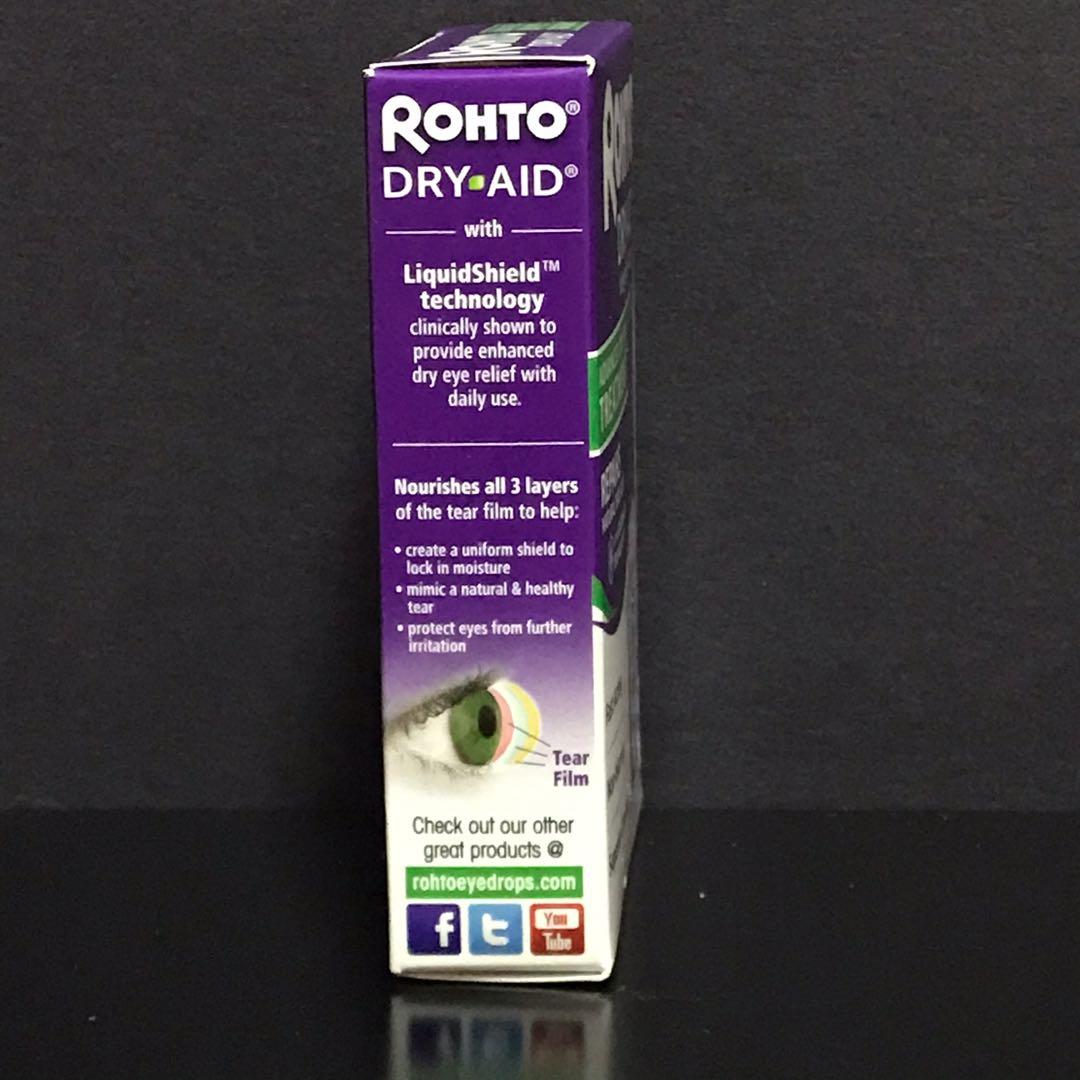 ROHTO®
DRY AID®
with
LiquidShield™
technology
clinically shown to
provide enhanced
dry eye relief with
daily use.
Nourishes all 3 layers
of the tear film to help:
• create a uniform shield to
lock in moisture
• mimic a natural & healthy
tear
• protect eyes from further
irritation
Tear
Film
Check out our other
great products @
rohtoeyedrops.com
f
t
You
Tube